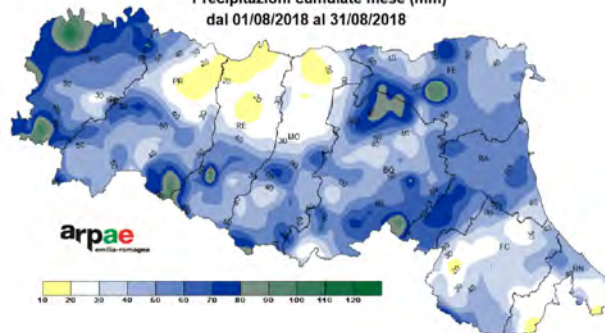 Precipitazioni cumulate mese (mm)
dal 01/08/2018 al 31/08/2018
PR
RE
MO
BO
FE
RA
FC
RN
arpae
emilia-romagna
10 20 30 40 50 60 70 80 90 100 110 120